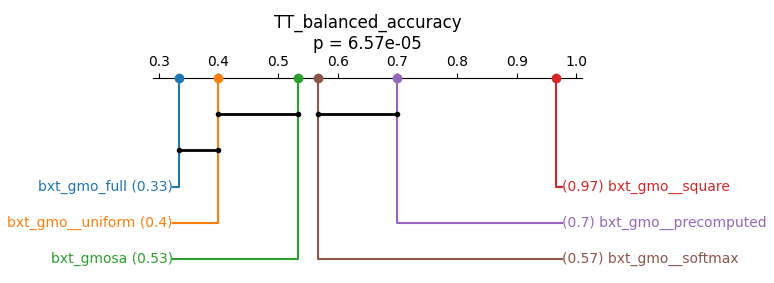 TT_balanced_accuracy
p = 6.57e-05
0.3 0.4 0.5 0.6 0.7 0.8 0.9 1.0
bxt_gmo_full (0.33) (0.97) bxt_gmo__square
bxt_gmo__uniform (0.4) (0.7) bxt_gmo__precomputed
bxt_gmosa (0.53) (0.57) bxt_gmo__softmax